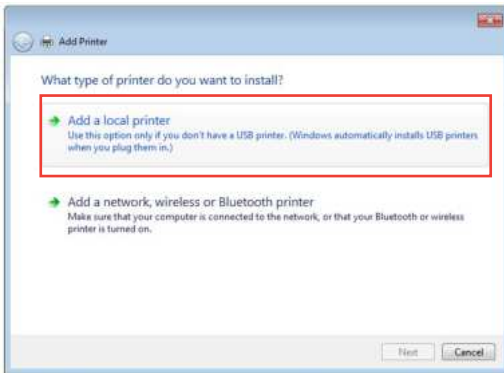 Add Printer
What type of printer do you want to install?
Add a local printer
Use this option only if you don't have a USB printer. (Windows automatically installs USB printers
when you plug them in.)
Add a network, wireless or Bluetooth printer
Make sure that your computer is connected to the network, or that your Bluetooth or wireless
printer is turned on.
Next
Cancel